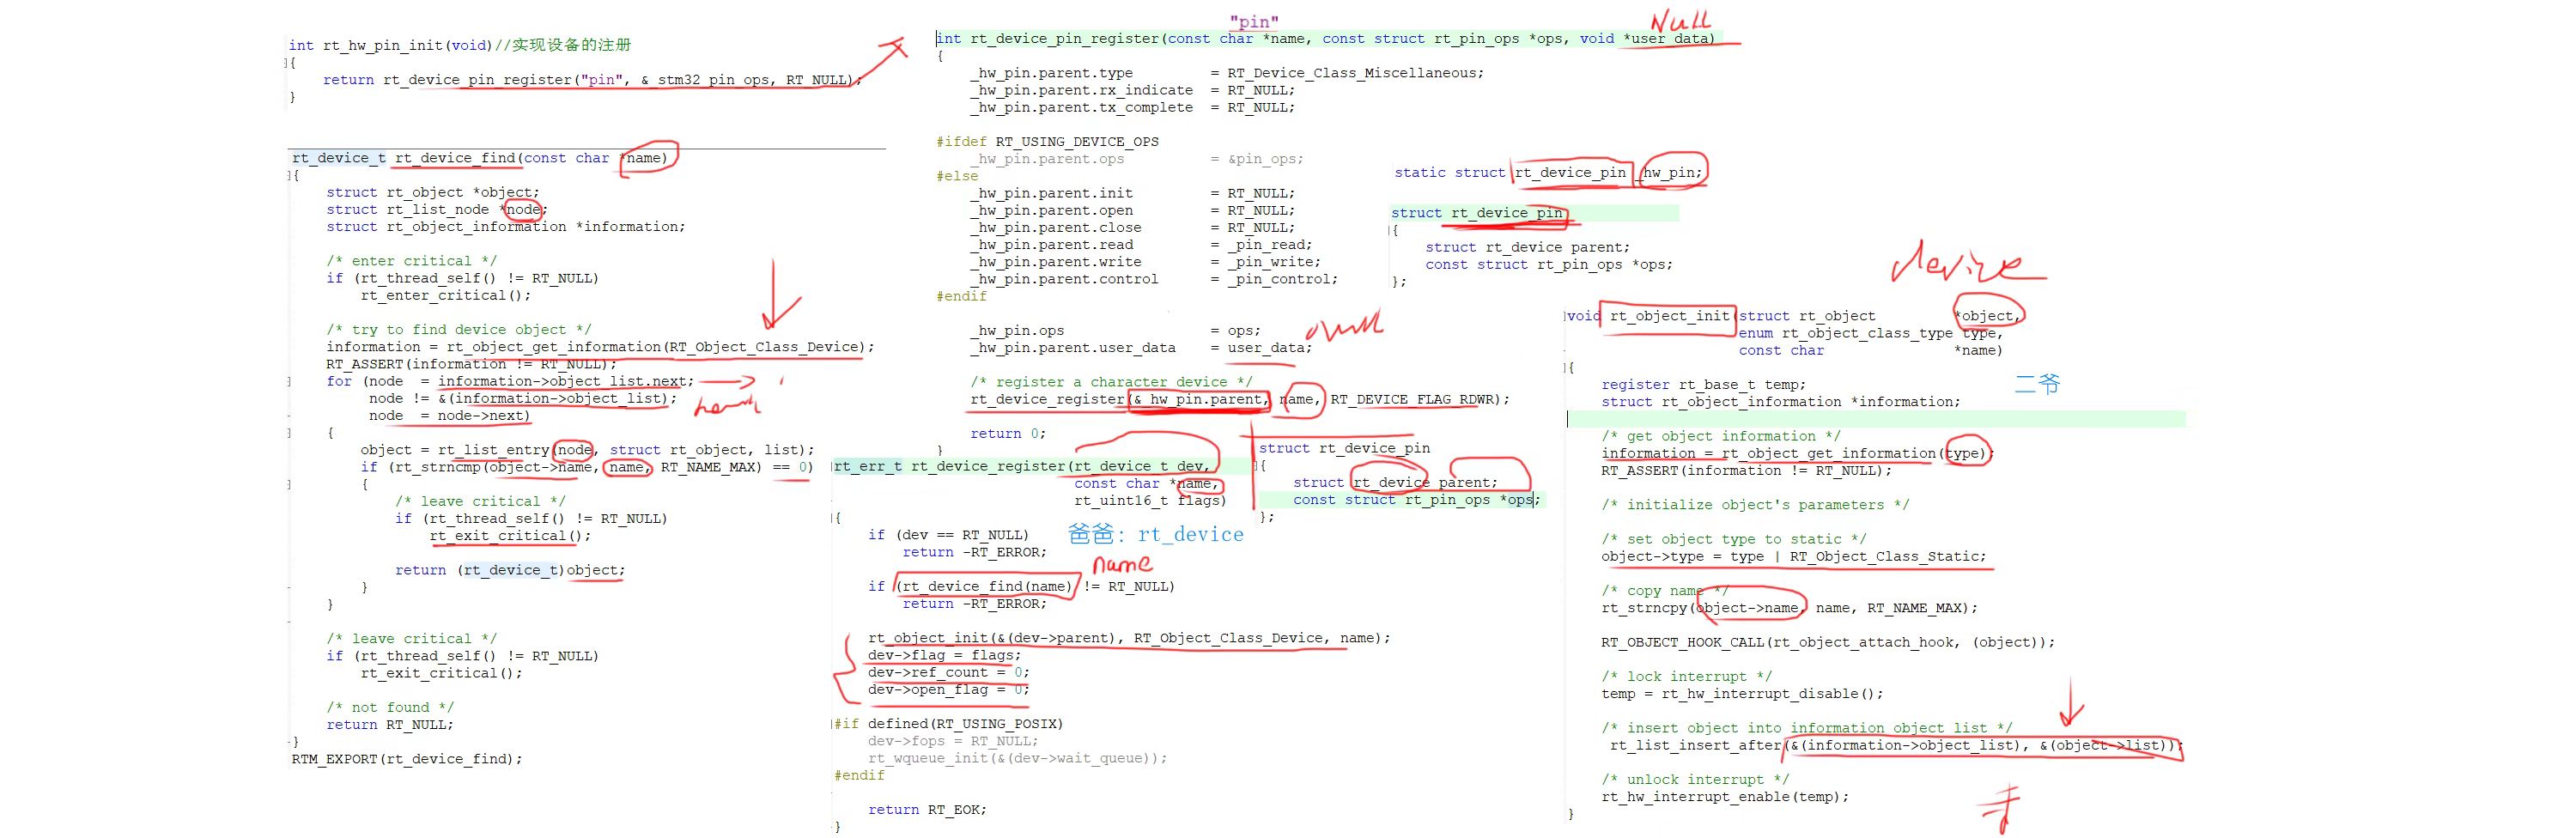 int rt_hw_pin_init(void)//实现设备的注册
{
return rt_device_pin_register("pin", &_stm32_pin_ops, RT_NULL);
}
rt_device_t rt_device_find(const char *name)
{
struct rt_object *object;
struct rt_list_node *node;
struct rt_object_information *information;
/* enter critical */
if (rt_thread_self() != RT_NULL)
rt_enter_critical();
/* try to find device object */
information = rt_object_get_information(RT_Object_Class_Device);
RT_ASSERT(information != RT_NULL);
for (node  = information->object_list.next;
node != &(information->object_list);
node  = node->next)
{
object = rt_list_entry(node, struct rt_object, list);
if (rt_strncmp(object->name, name, RT_NAME_MAX) == 0)
{
/* leave critical */
if (rt_thread_self() != RT_NULL)
rt_exit_critical();
return (rt_device_t)object;
}
}
/* leave critical */
if (rt_thread_self() != RT_NULL)
rt_exit_critical();
/* not found */
return RT_NULL;
}
RTM_EXPORT(rt_device_find);
"pin"
Null
int rt_device_pin_register(const char *name, const struct rt_pin_ops *ops, void *user_data)
{
_hw_pin.parent.type         = RT_Device_Class_Miscellaneous;
_hw_pin.parent.rx_indicate  = RT_NULL;
_hw_pin.parent.tx_complete  = RT_NULL;
#ifdef RT_USING_DEVICE_OPS
_hw_pin.parent.ops          = &pin_ops;
#else
_hw_pin.parent.init         = RT_NULL;
_hw_pin.parent.open         = RT_NULL;
_hw_pin.parent.close        = RT_NULL;
_hw_pin.parent.read         = _pin_read;
_hw_pin.parent.write        = _pin_write;
_hw_pin.parent.control      = _pin_control;
#endif
_hw_pin.ops                 = ops;
_hw_pin.parent.user_data    = user_data;
/* register a character device */
rt_device_register(&_hw_pin.parent, name, RT_DEVICE_FLAG_RDWR);
return 0;
}
static struct rt_device_pin _hw_pin;
struct rt_device_pin
{
struct rt_device parent;
const struct rt_pin_ops *ops;
};
struct rt_device_pin
{
struct rt_device parent;
const struct rt_pin_ops *ops;
};
rt_err_t rt_device_register(rt_device_t dev,
const char *name,
rt_uint16_t flags)
{
爸爸: rt_device
if (dev == RT_NULL)
return -RT_ERROR;
name
if (rt_device_find(name) != RT_NULL)
return -RT_ERROR;
rt_object_init(&(dev->parent), RT_Object_Class_Device, name);
dev->flag = flags;
dev->ref_count = 0;
dev->open_flag = 0;
#if defined(RT_USING_POSIX)
dev->fops = RT_NULL;
rt_wqueue_init(&(dev->wait_queue));
#endif
return RT_EOK;
}
device
void rt_object_init(struct rt_object         *object,
enum rt_object_class_type type,
const char               *name)
{
二爷
register rt_base_t temp;
struct rt_object_information *information;
/* get object information */
information = rt_object_get_information(type);
RT_ASSERT(information != RT_NULL);
/* initialize object's parameters */
/* set object type to static */
object->type = type | RT_Object_Class_Static;
/* copy name */
rt_strncpy(object->name, name, RT_NAME_MAX);
RT_OBJECT_HOOK_CALL(rt_object_attach_hook, (object));
/* lock interrupt */
temp = rt_hw_interrupt_disable();
/* insert object into information object list */
rt_list_insert_after(&(information->object_list), &(object->list));
/* unlock interrupt */
rt_hw_interrupt_enable(temp);
}